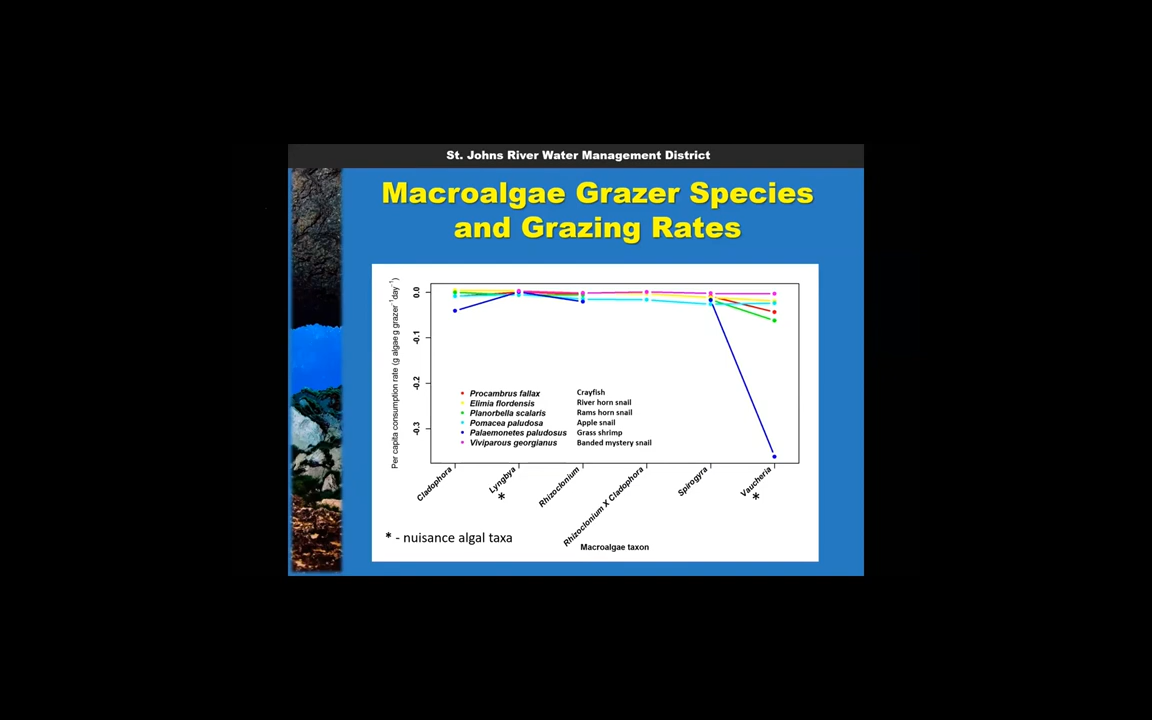 St. Johns River Water Management District
Macroalgae Grazer Species
and Grazing Rates
Per capita consumption rate (g algae g grazer⁻¹ day⁻¹)
0.0
-0.1
-0.2
-0.3
Procambrus fallax Crayfish
Elimia flordensis River horn snail
Planorbella scalaris Rams horn snail
Pomacea paludosa Apple snail
Palaemonetes paludosus Grass shrimp
Viviparous georgianus Banded mystery snail
Cladophora
Lyngbya
*
Rhizoclonium
Rhizoclonium X Cladophora
Spirogyra
Vaucheria
*
* - nuisance algal taxa
Macroalgae taxon